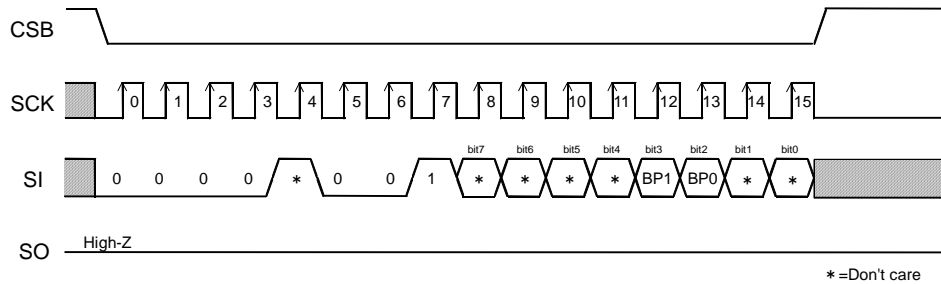 CSB
SCK 0 1 2 3 4 5 6 7 8 9 10 11 12 13 14 15
bit7 bit6 bit5 bit4 bit3 bit2 bit1 bit0
SI 0 0 0 0 * 0 0 1 * * * * BP1 BP0 * *
SO High-Z
* =Don't care